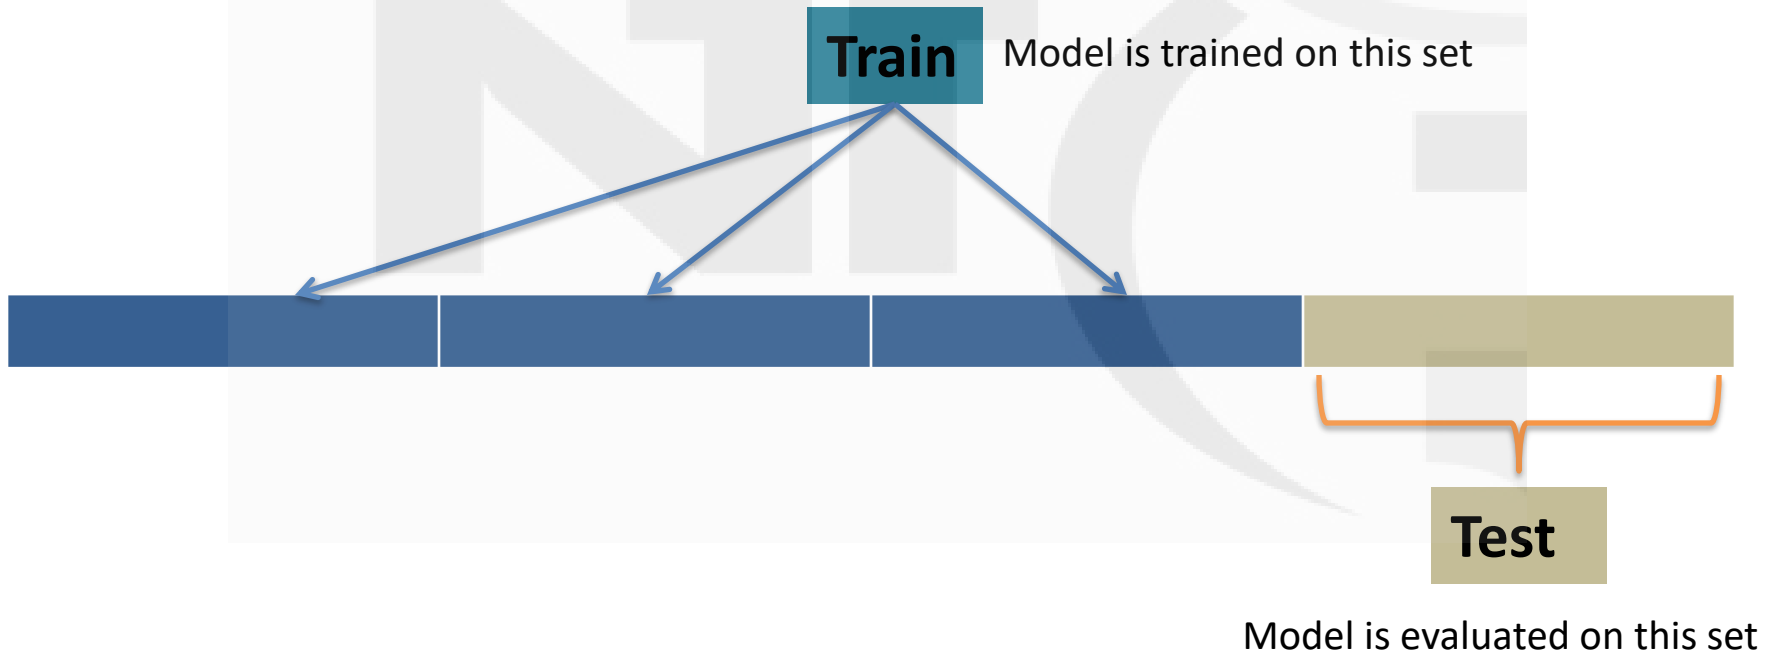 Train
Model is trained on this set
Test
Model is evaluated on this set